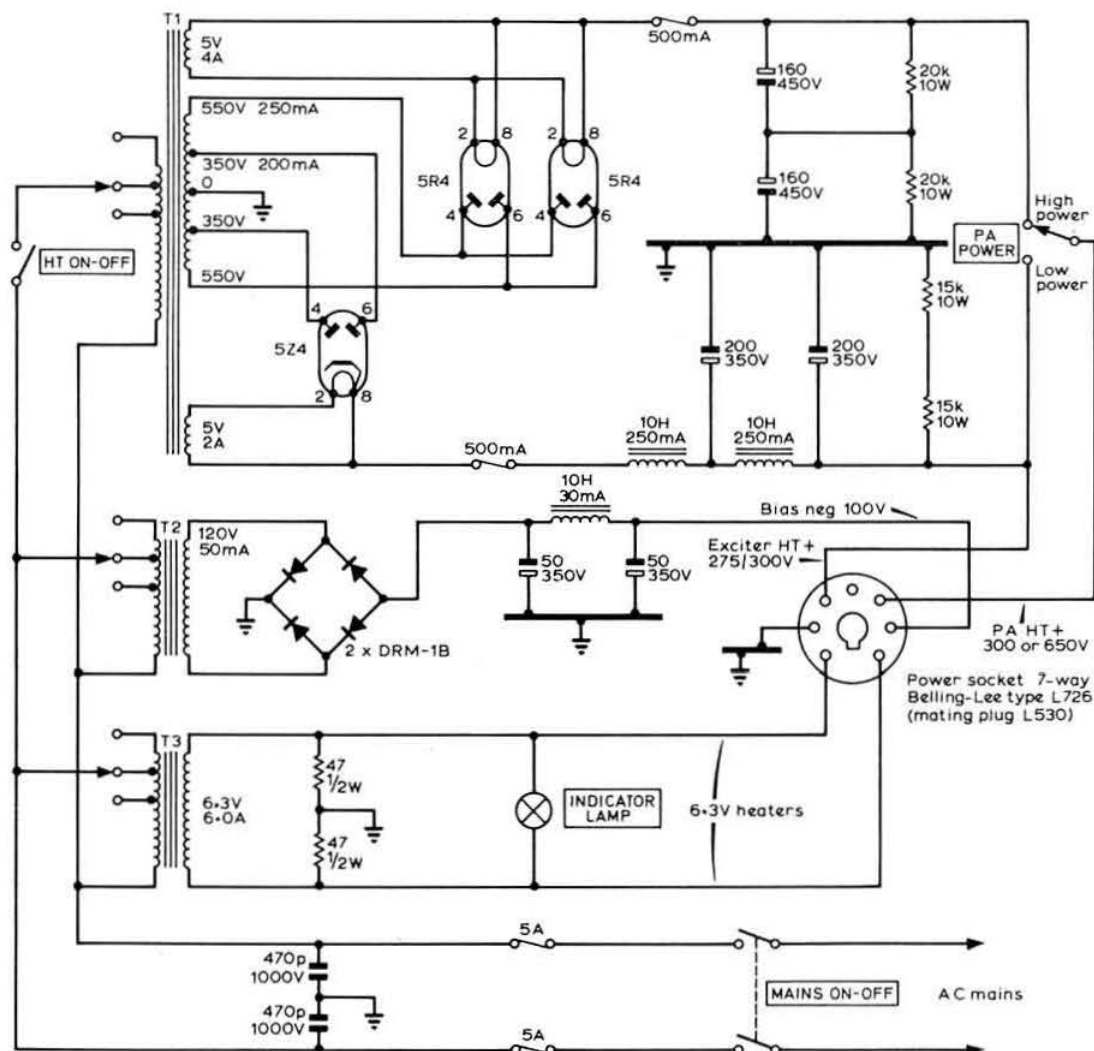 T1
5V
4A
550V 250mA
350V 200mA
0
350V
550V
HT ON-OFF
5V
2A
2
8
5R4
4
6
2
8
5R4
4
6
4
6
5Z4
2
8
500mA
160
450V
160
450V
20k
10W
20k
10W
High
power
PA
POWER
Low
power
200
350V
200
350V
15k
10W
15k
10W
500mA
10H
250mA
10H
250mA
10H
30mA
T2
120V
50mA
2 x DRM-1B
50
350V
50
350V
Bias neg 100V
Exciter HT+
275/300V
PA HT+
300 or 650V
Power socket 7-way
Belling-Lee type L726
(mating plug L530)
T3
6·3V
6·0A
47
1/2W
47
1/2W
INDICATOR
LAMP
6·3V heaters
5A
470p
1000V
470p
1000V
MAINS ON-OFF
AC mains
5A